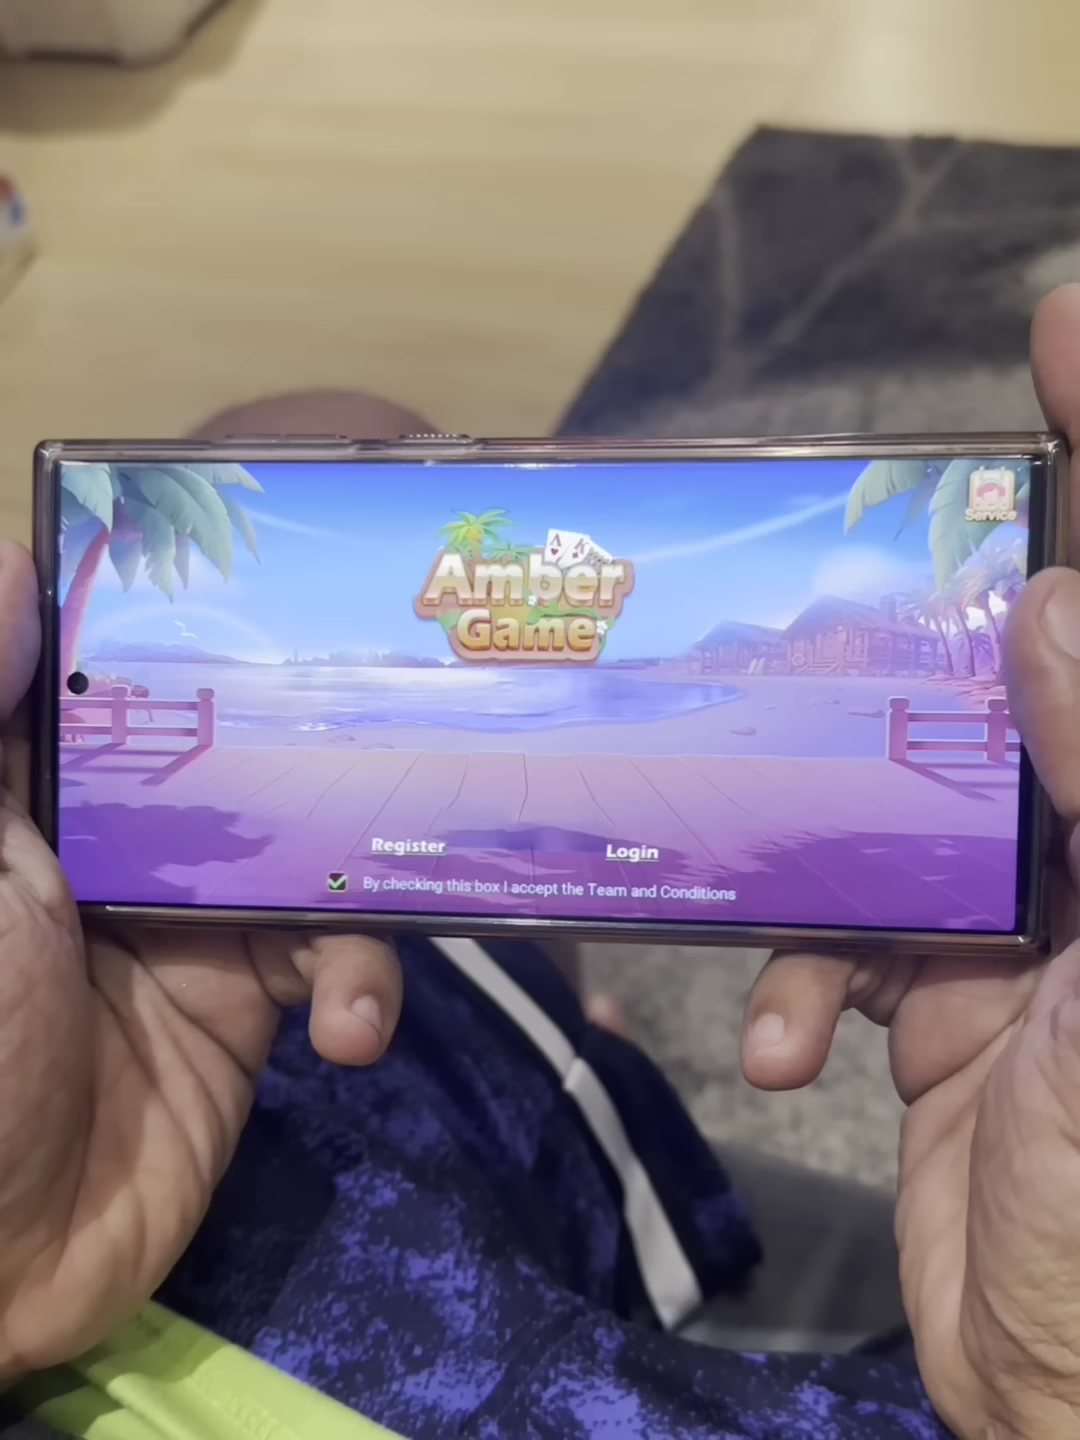 Service
A K
Amber
Game
Register
Login
By checking this box I accept the Team and Conditions